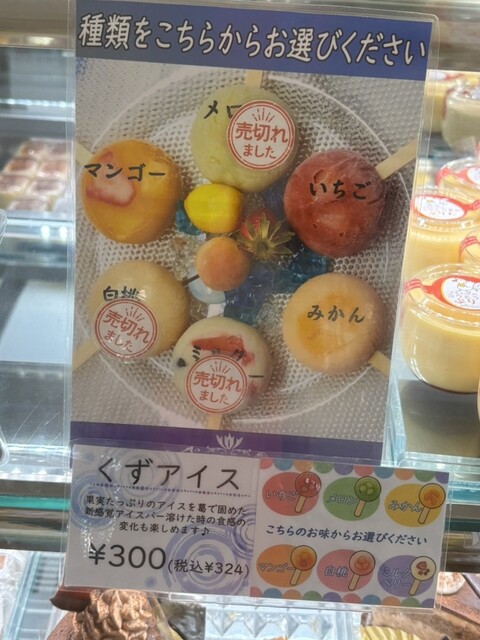 種類をこちらからお選びください
メロ
売切れ
ました
マンゴー
いちご
白桃
売切れ
ました
みかん
売切れ
ました
くずアイス
果実たっぷりのアイスを葛で固めた
新感覚アイスバー溶けた時の食感の
変化も楽しめます♪
¥300(税込¥324)
いちご
メロン
みかん
こちらのお味からお選びください
マンゴー
白桃